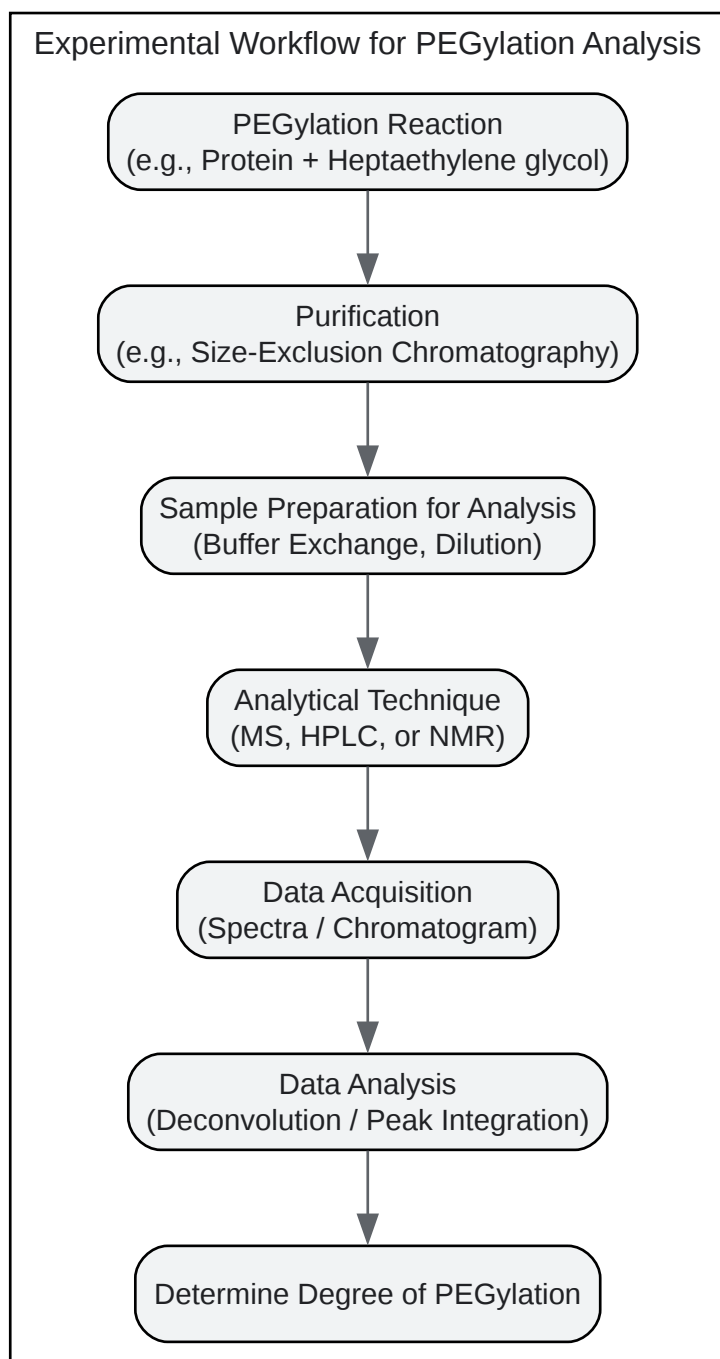 Experimental Workflow for PEGylation Analysis
PEGylation Reaction
(e.g., Protein + Heptaethylene glycol)
Purification
(e.g., Size-Exclusion Chromatography)
Sample Preparation for Analysis
(Buffer Exchange, Dilution)
Analytical Technique
(MS, HPLC, or NMR)
Data Acquisition
(Spectra / Chromatogram)
Data Analysis
(Deconvolution / Peak Integration)
Determine Degree of PEGylation